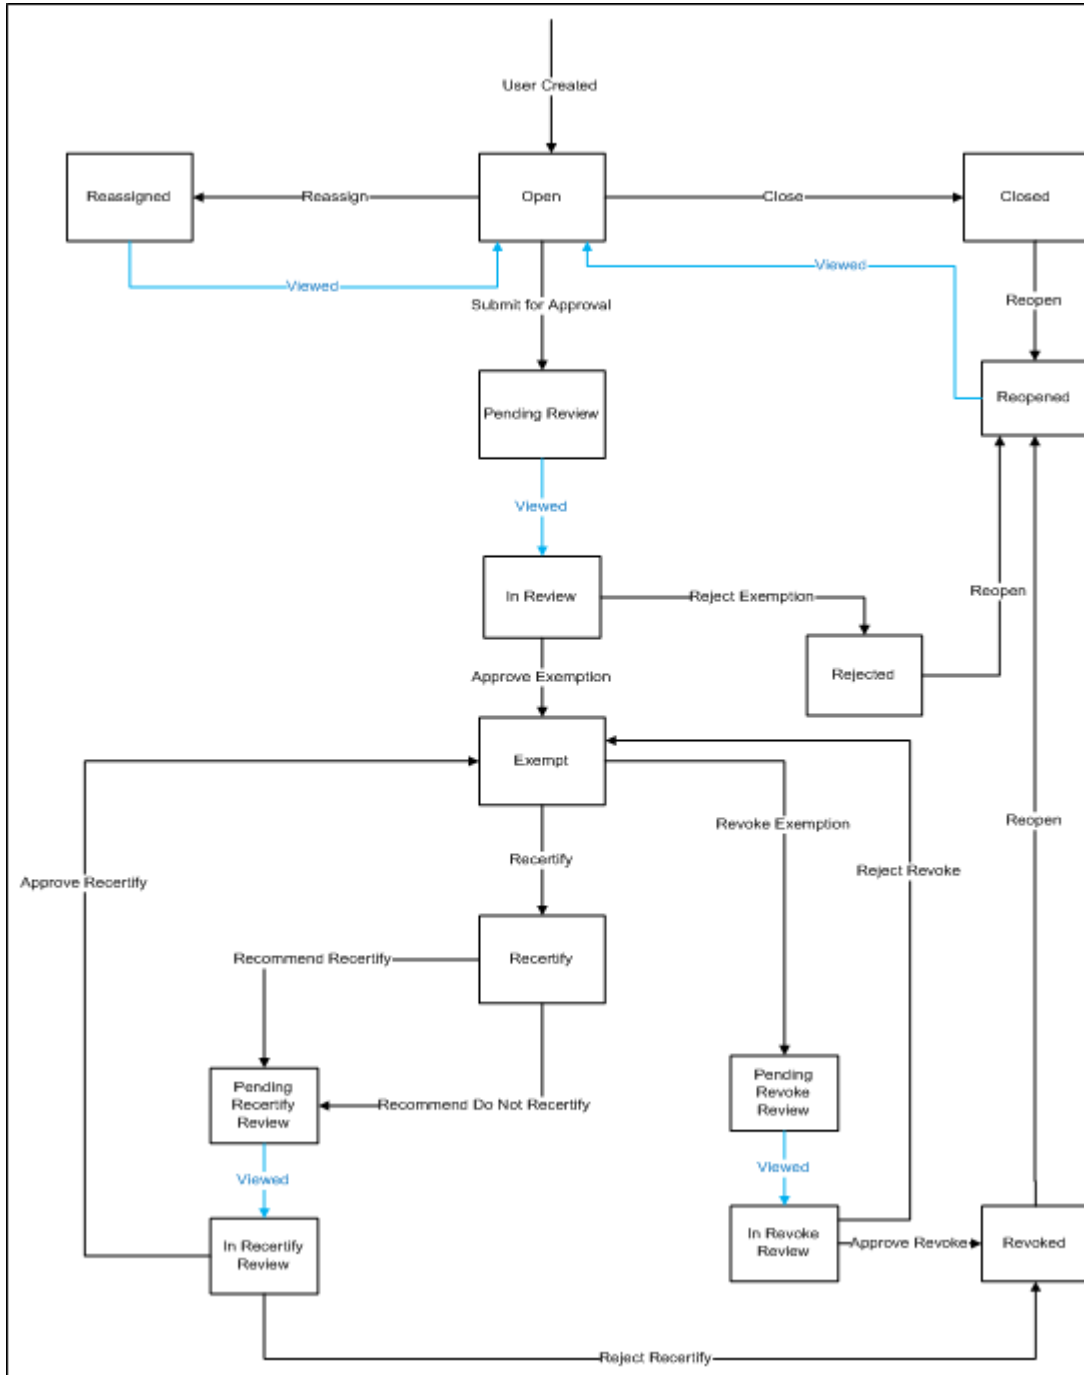 User Created
Reassigned
Reassign
Open
Close
Closed
Viewed
Viewed
Submit for Approval
Reopen
Pending Review
Reopened
Viewed
In Review
Reject Exemption
Reopen
Approve Exemption
Rejected
Exempt
Revoke Exemption
Reopen
Recertify
Reject Revoke
Approve Recertify
Recommend Recertify
Recertify
Pending
Recertify
Review
Recommend Do Not Recertify
Pending
Revoke
Review
Viewed
Viewed
In Recertify
Review
In Revoke
Review
Approve Revoke
Revoked
Reject Recertify